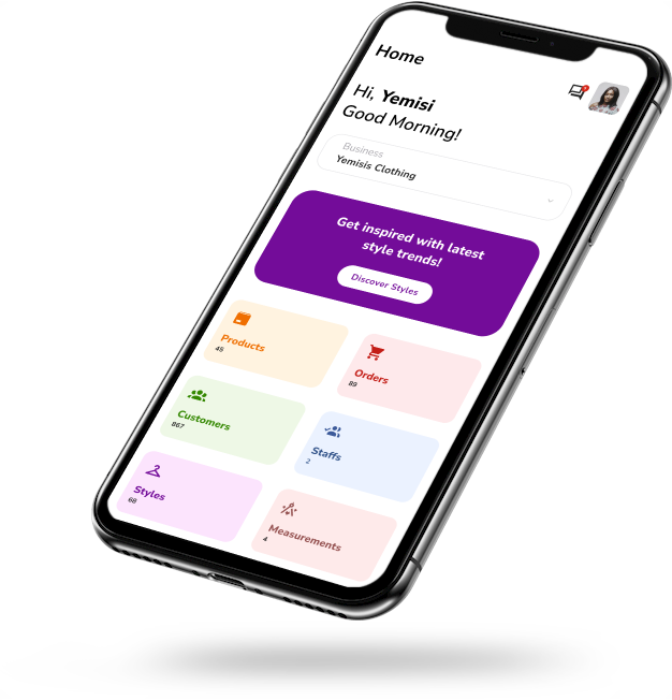 Home
Hi, Yemisi
Good Morning!
Business
Yemisis Clothing
Get inspired with latest
style trends!
Discover Styles
Products
49
Orders
89
Customers
867
Staffs
2
Styles
68
Measurements
4